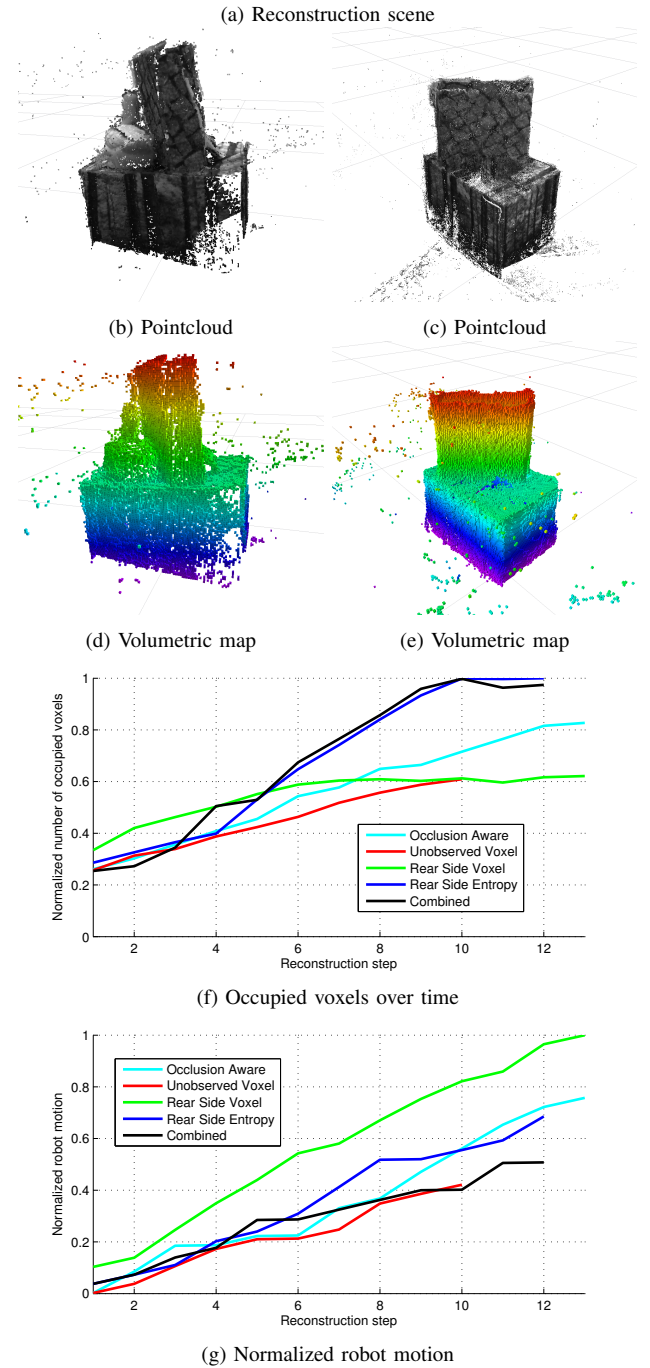 (a) Reconstruction scene
(b) Pointcloud
(c) Pointcloud
(d) Volumetric map
(e) Volumetric map
Normalized number of occupied voxels
1
0.8
0.6
0.4
0.2
0
Occlusion Aware
Unobserved Voxel
Rear Side Voxel
Rear Side Entropy
Combined
2 4 6 8 10 12
Reconstruction step
(f) Occupied voxels over time
Normalized robot motion
1
0.8
0.6
0.4
0.2
0
Occlusion Aware
Unobserved Voxel
Rear Side Voxel
Rear Side Entropy
Combined
2 4 6 8 10 12
Reconstruction step
(g) Normalized robot motion